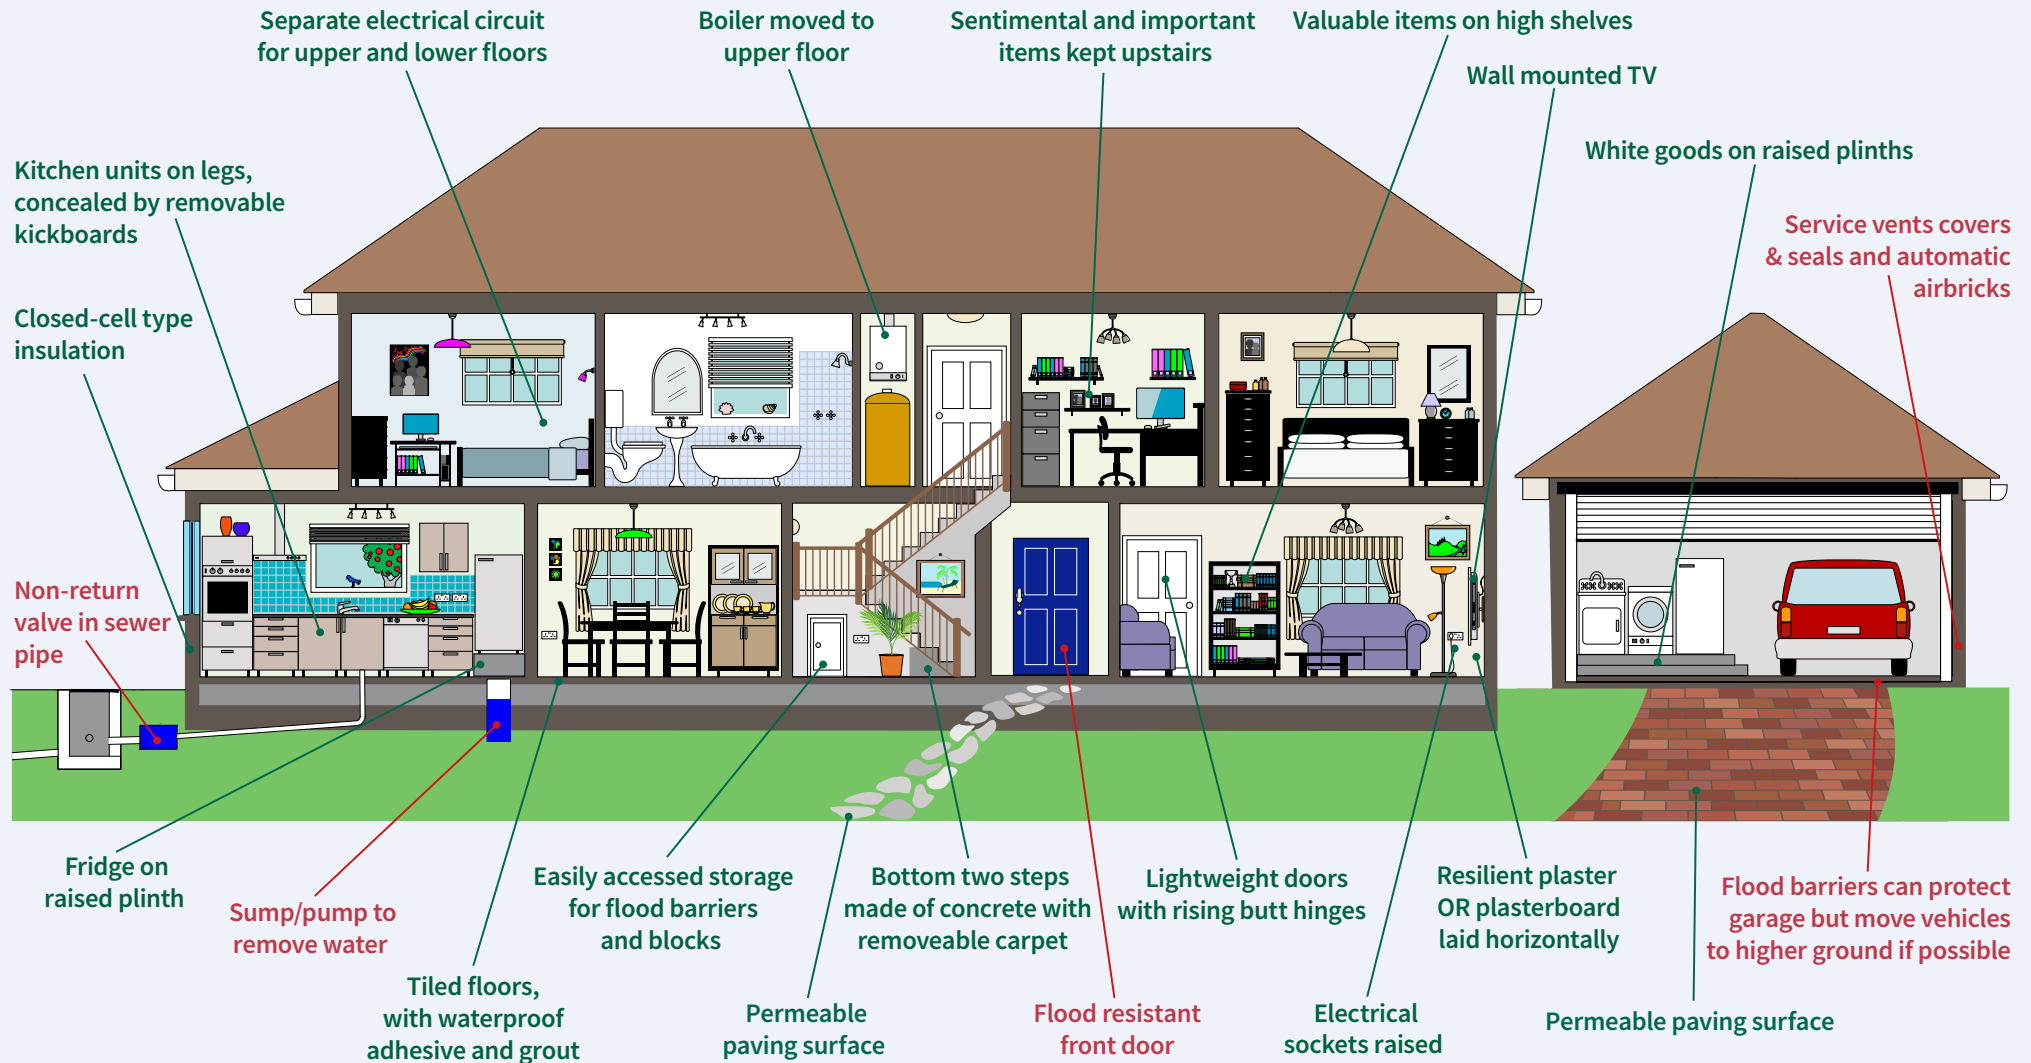 Separate electrical circuit
for upper and lower floors
Boiler moved to
upper floor
Sentimental and important
items kept upstairs
Valuable items on high shelves
Wall mounted TV
White goods on raised plinths
Kitchen units on legs,
concealed by removable
kickboards
Service vents covers
& seals and automatic
airbricks
Closed-cell type
insulation
Non-return
valve in sewer
pipe
Fridge on
raised plinth
Sump/pump to
remove water
Tiled floors,
with waterproof
adhesive and grout
Easily accessed storage
for flood barriers
and blocks
Permeable
paving surface
Bottom two steps
made of concrete with
removeable carpet
Flood resistant
front door
Lightweight doors
with rising butt hinges
Electrical
sockets raised
Resilient plaster
OR plasterboard
laid horizontally
Permeable paving surface
Flood barriers can protect
garage but move vehicles
to higher ground if possible